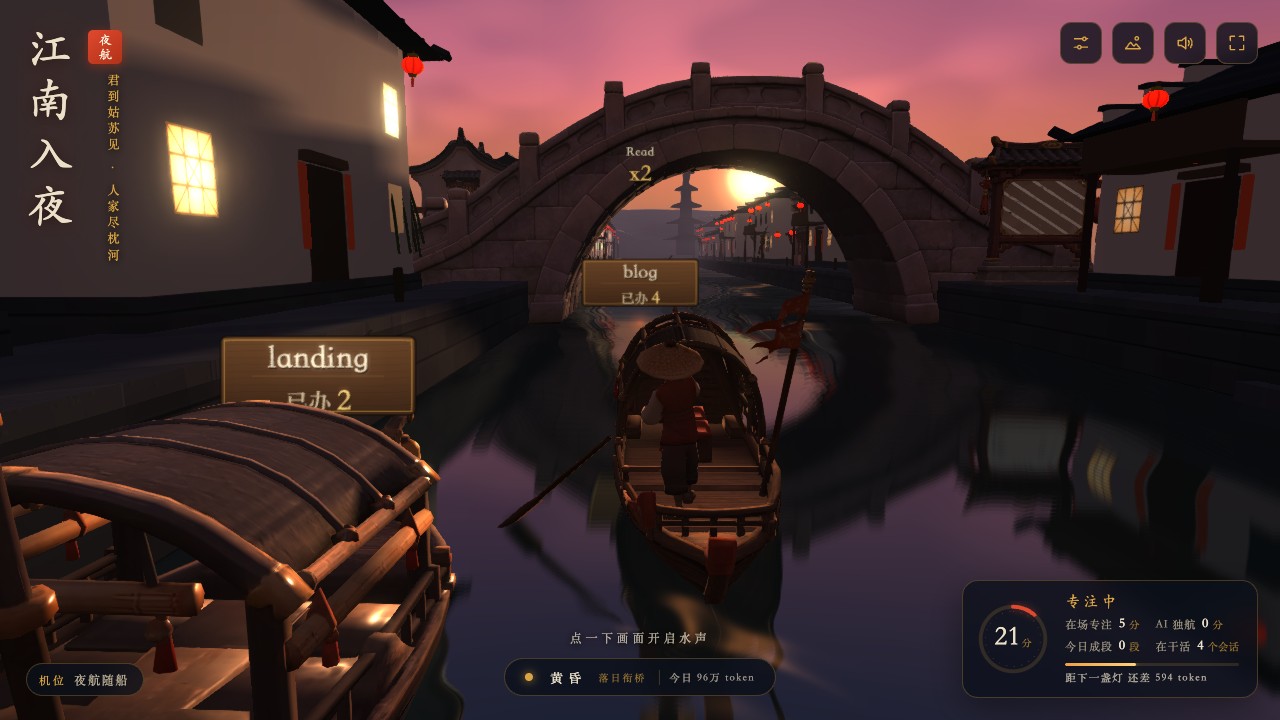 江南入夜
夜航
君到姑苏见 · 人家尽枕河
Read
x2
blog
已办 4
landing
已办 2
点一下画面开启水声
机位 夜航随船
黄昏 落日衔桥 今日 96万 token
专注中
21分
在场专注 5 分 AI 独航 0 分
今日成段 0 段 在干活 4 个会话
距下一盏灯 还差 594 token